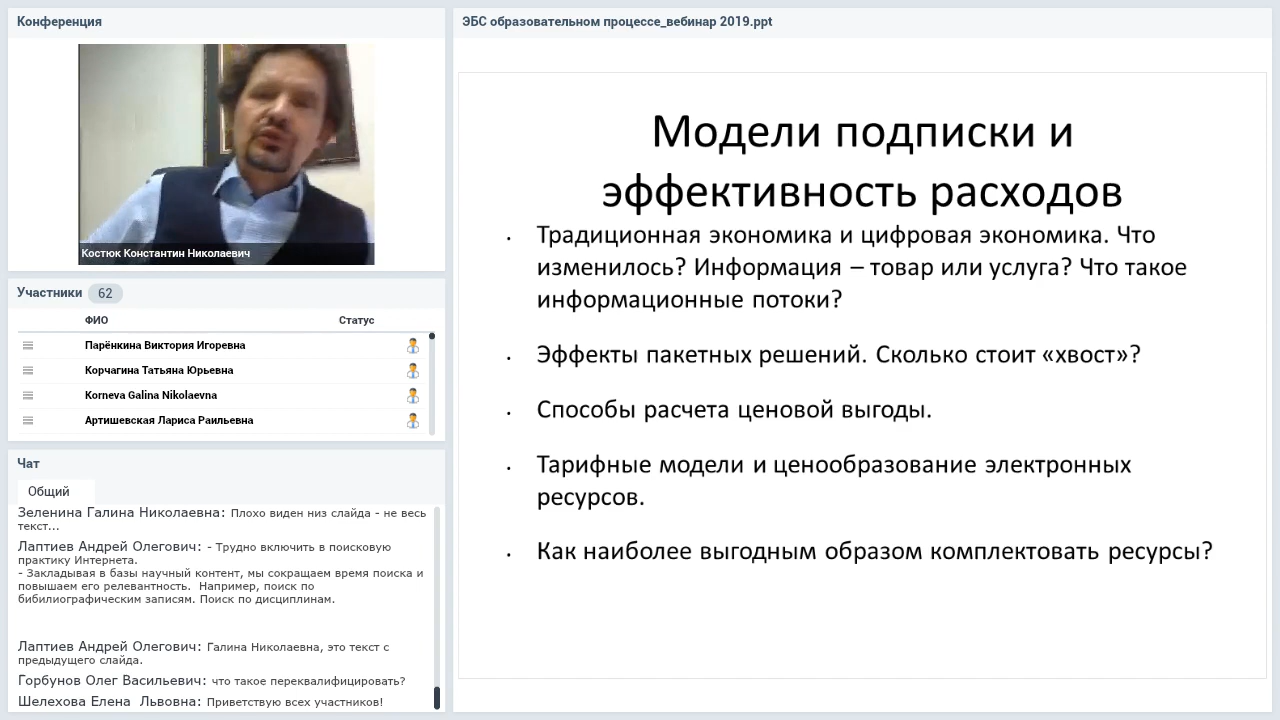 Конференция
Костюк Константин Николаевич
Участники 62
ФИО Статус
Парёнкина Виктория Игоревна
Корчагина Татьяна Юрьевна
Korneva Galina Nikolaevna
Артишевская Лариса Раильевна
Чат
Общий
Зеленина Галина Николаевна: Плохо виден низ слайда - не весь
текст...
Лаптиев Андрей Олегович: - Трудно включить в поисковую
практику Интернета.
- Закладывая в базы научный контент, мы сокращаем время поиска и
повышаем его релевантность. Например, поиск по
бибилиографическим записям. Поиск по дисциплинам.
Лаптиев Андрей Олегович: Галина Николаевна, это текст с
предыдущего слайда.
Горбунов Олег Васильевич: что такое переквалифицировать?
Шелехова Елена Львовна: Приветствую всех участников!
ЭБС образовательном процессе_вебинар 2019.ppt
Модели подписки и
эффективность расходов
• Традиционная экономика и цифровая экономика. Что
изменилось? Информация – товар или услуга? Что такое
информационные потоки?
• Эффекты пакетных решений. Сколько стоит «хвост»?
• Способы расчета ценовой выгоды.
• Тарифные модели и ценообразование электронных
ресурсов.
• Как наиболее выгодным образом комплектовать ресурсы?